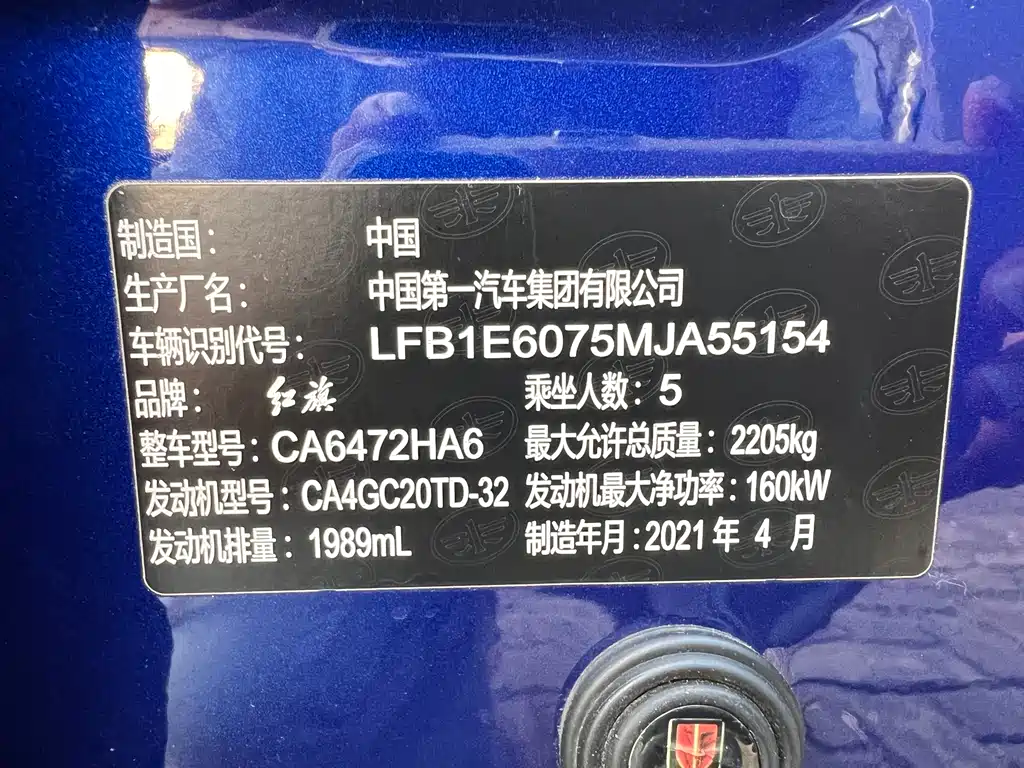 制造国： 中国
生产厂名： 中国第一汽车集团有限公司
车辆识别代号： LFB1E6075MJA55154
品牌： 红旗 乘坐人数：5
整车型号：CA6472HA6 最大允许总质量：2205kg
发动机型号：CA4GC20TD-32 发动机最大净功率：160kW
发动机排量：1989mL 制造年月：2021年 4 月